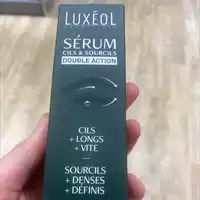 LUXÉOL
SÉRUM
CILS & SOURCILS
DOUBLE ACTION
CILS
+ LONGS
+ VITE
SOURCILS
+ DENSES
+ DÉFINIS